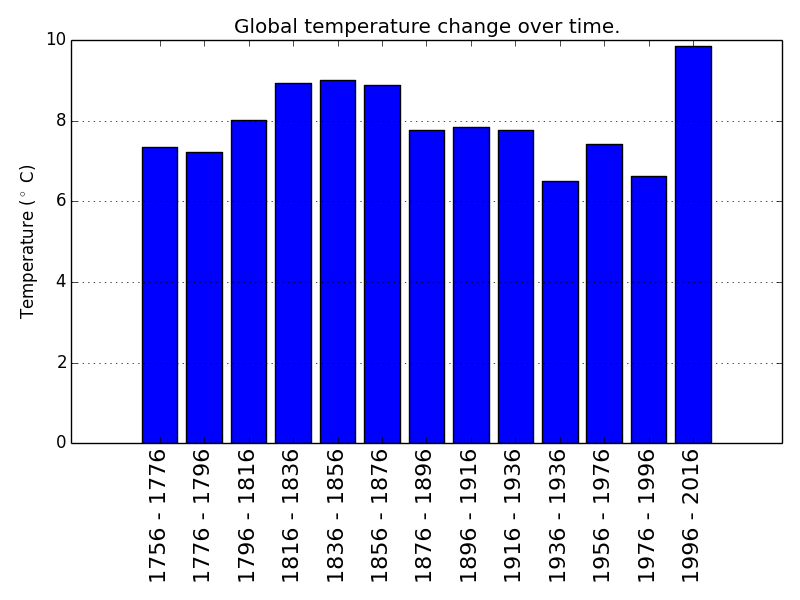 Global temperature change over time.
Temperature (° C)
10
8
6
4
2
0
1756 - 1776
1776 - 1796
1796 - 1816
1816 - 1836
1836 - 1856
1856 - 1876
1876 - 1896
1896 - 1916
1916 - 1936
1936 - 1936
1956 - 1976
1976 - 1996
1996 - 2016